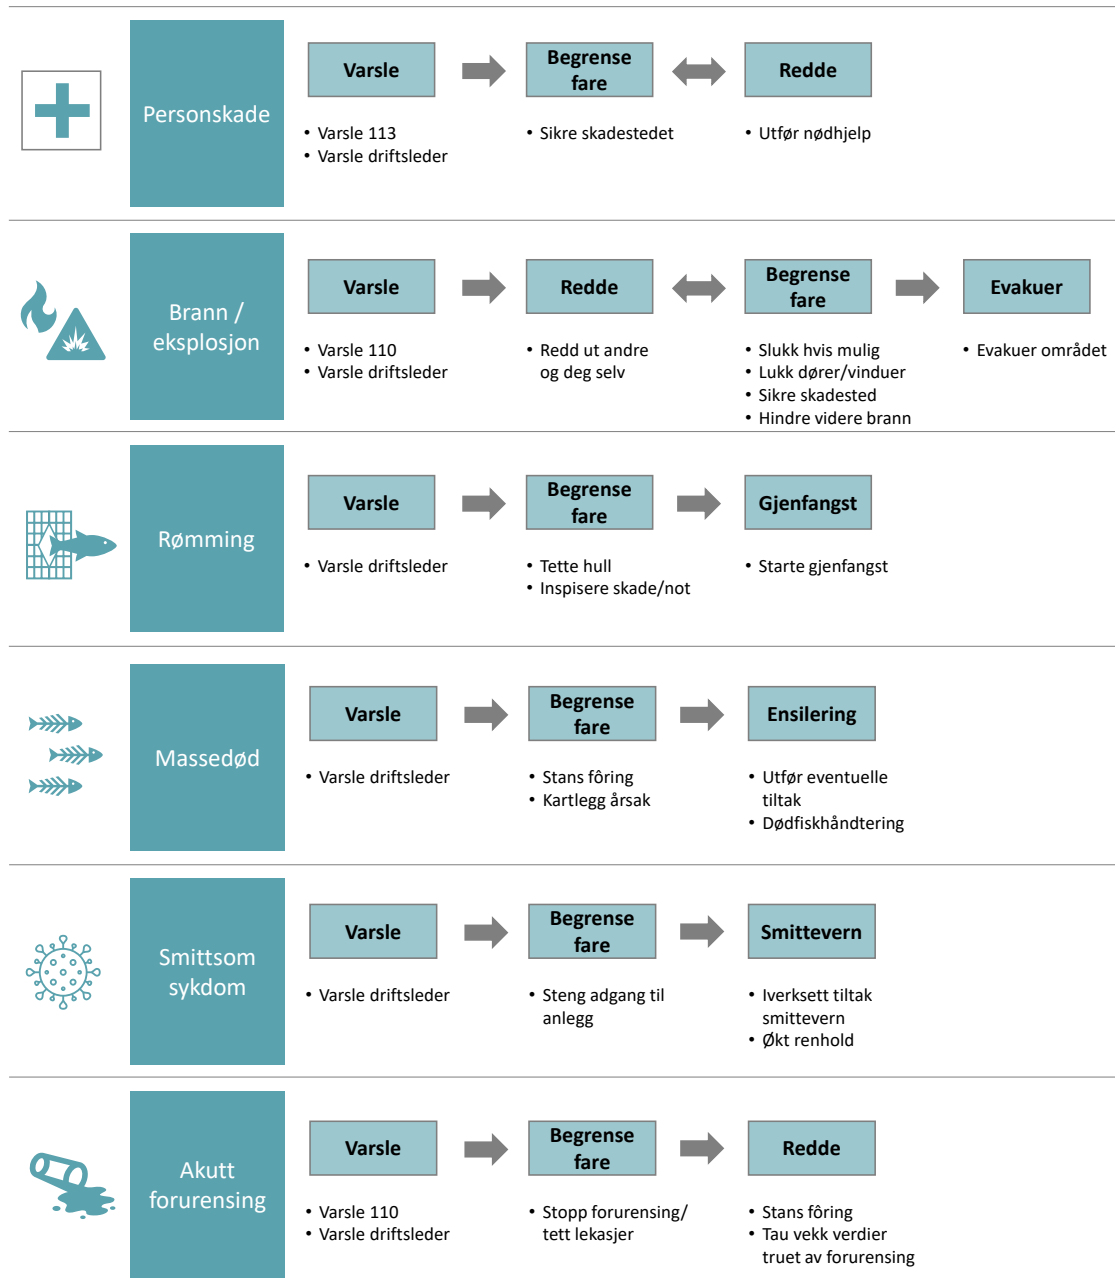 Personskade
Varsle
Begrense
fare
Redde
• Varsle 113
• Varsle driftsleder
• Sikre skadestedet
• Utfør nødhjelp
Brann /
eksplosjon
Varsle
Redde
Begrense
fare
Evakuer
• Varsle 110
• Varsle driftsleder
• Redd ut andre
og deg selv
• Slukk hvis mulig
• Lukk dører/vinduer
• Sikre skadested
• Hindre videre brann
• Evakuer området
Rømming
Varsle
Begrense
fare
Gjenfangst
• Varsle driftsleder
• Tette hull
• Inspisere skade/not
• Starte gjenfangst
Massedød
Varsle
Begrense
fare
Ensilering
• Varsle driftsleder
• Stans fôring
• Kartlegg årsak
• Utfør eventuelle
tiltak
• Dødfiskhåndtering
Smittsom
sykdom
Varsle
Begrense
fare
Smittevern
• Varsle driftsleder
• Steng adgang til
anlegg
• Iverksett tiltak
smittevern
• Økt renhold
Akutt
forurensing
Varsle
Begrense
fare
Redde
• Varsle 110
• Varsle driftsleder
• Stopp forurensing/
tett lekasjer
• Stans fôring
• Tau vekk verdier
truet av forurensing